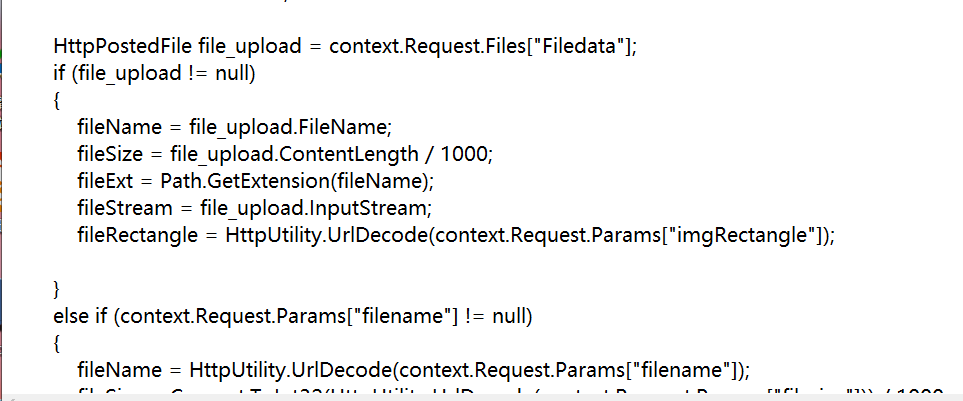 HttpPostedFile file_upload = context.Request.Files["Filedata"];
if (file_upload != null)
{
fileName = file_upload.FileName;
fileSize = file_upload.ContentLength / 1000;
fileExt = Path.GetExtension(fileName);
fileStream = file_upload.InputStream;
fileRectangle = HttpUtility.UrlDecode(context.Request.Params["imgRectangle"]);
}
else if (context.Request.Params["filename"] != null)
{
fileName = HttpUtility.UrlDecode(context.Request.Params["filename"]);